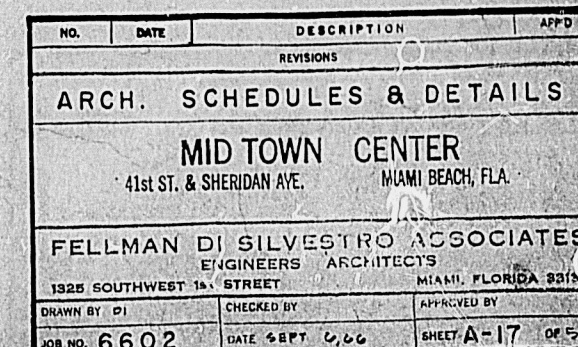 NO. DATE DESCRIPTION APP'D
REVISIONS
ARCH. SCHEDULES & DETAILS
MID TOWN CENTER
41st ST. & SHERIDAN AVE. MIAMI BEACH, FLA.
FELLMAN DI SILVESTRO ASSOCIATES
ENGINEERS ARCHITECTS
1325 SOUTHWEST 1st STREET MIAMI, FLORIDA
DRAWN BY DI CHECKED BY APPROVED BY
JOB NO. 6602 DATE SEPT SHEET A-17 OF